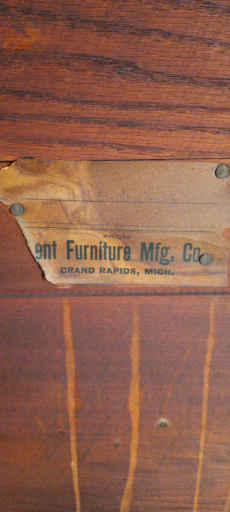 ent Furniture Mfg. Co.
GRAND RAPIDS, MICH.